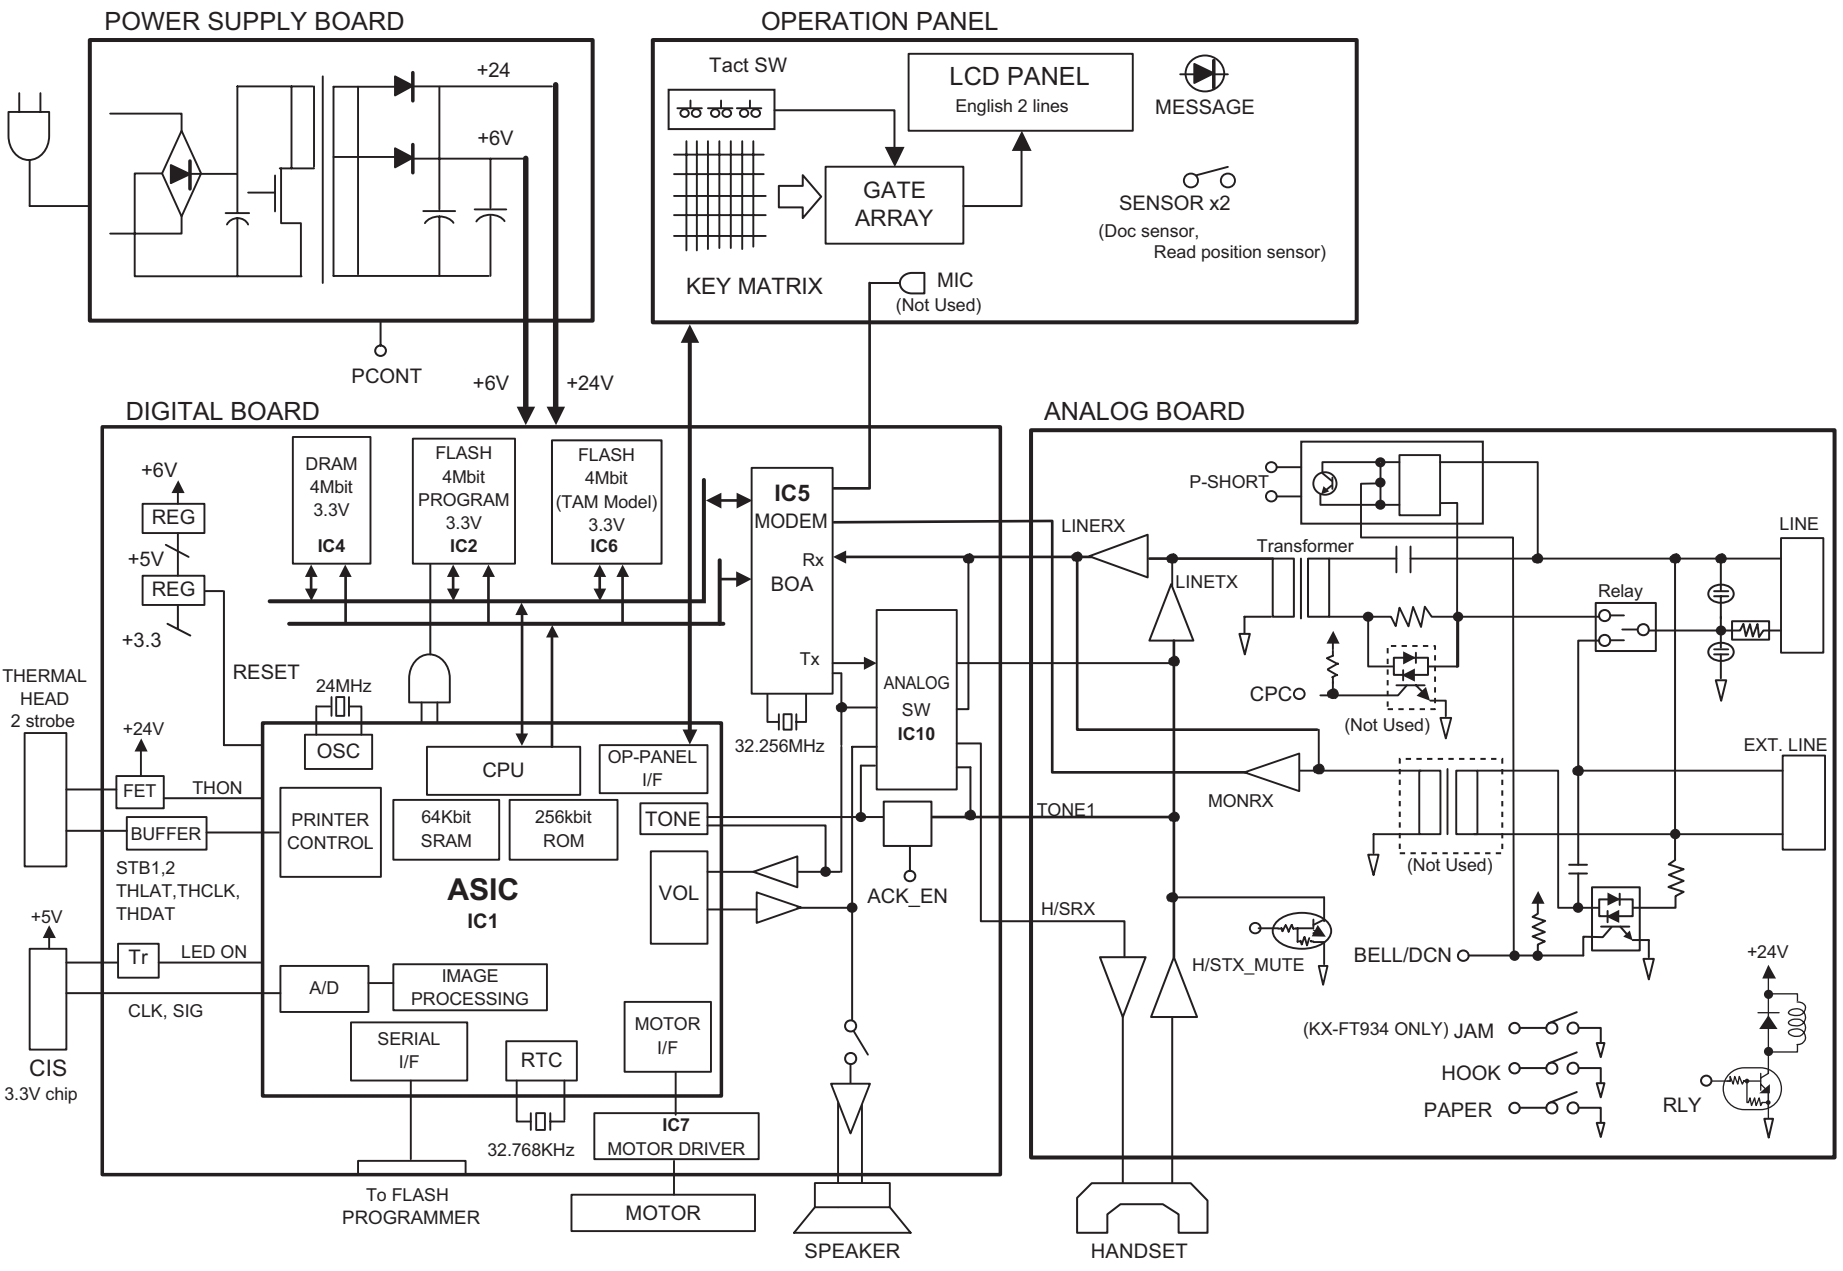 POWER SUPPLY BOARD
+24
+6V
PCONT
+6V
+24V
OPERATION PANEL
Tact SW
LCD PANEL
English 2 lines
MESSAGE
GATE
ARRAY
SENSOR x2
(Doc sensor,
Read position sensor)
KEY MATRIX
MIC
(Not Used)
DIGITAL BOARD
+6V
REG
+5V
REG
+3.3
RESET
DRAM
4Mbit
3.3V
IC4
FLASH
4Mbit
PROGRAM
3.3V
IC2
FLASH
4Mbit
(TAM Model)
3.3V
IC6
IC5
MODEM
Rx
BOA
Tx
32.256MHz
ANALOG
SW
IC10
THERMAL
HEAD
2 strobe
+24V
FET
THON
BUFFER
STB1,2
THLAT,THCLK,
THDAT
+5V
Tr
LED ON
CLK, SIG
CIS
3.3V chip
24MHz
OSC
CPU
OP-PANEL
I/F
PRINTER
CONTROL
64Kbit
SRAM
256kbit
ROM
TONE
VOL
ASIC
IC1
A/D
IMAGE
PROCESSING
SERIAL
I/F
RTC
32.768KHz
MOTOR
I/F
IC7
MOTOR DRIVER
MOTOR
To FLASH
PROGRAMMER
ACK_EN
SPEAKER
ANALOG BOARD
P-SHORT
LINERX
LINETX
Transformer
LINE
Relay
CPC
(Not Used)
MONRX
(Not Used)
EXT. LINE
TONE1
H/SRX
H/STX_MUTE
BELL/DCN
+24V
(KX-FT934 ONLY) JAM
HOOK
PAPER
RLY
HANDSET